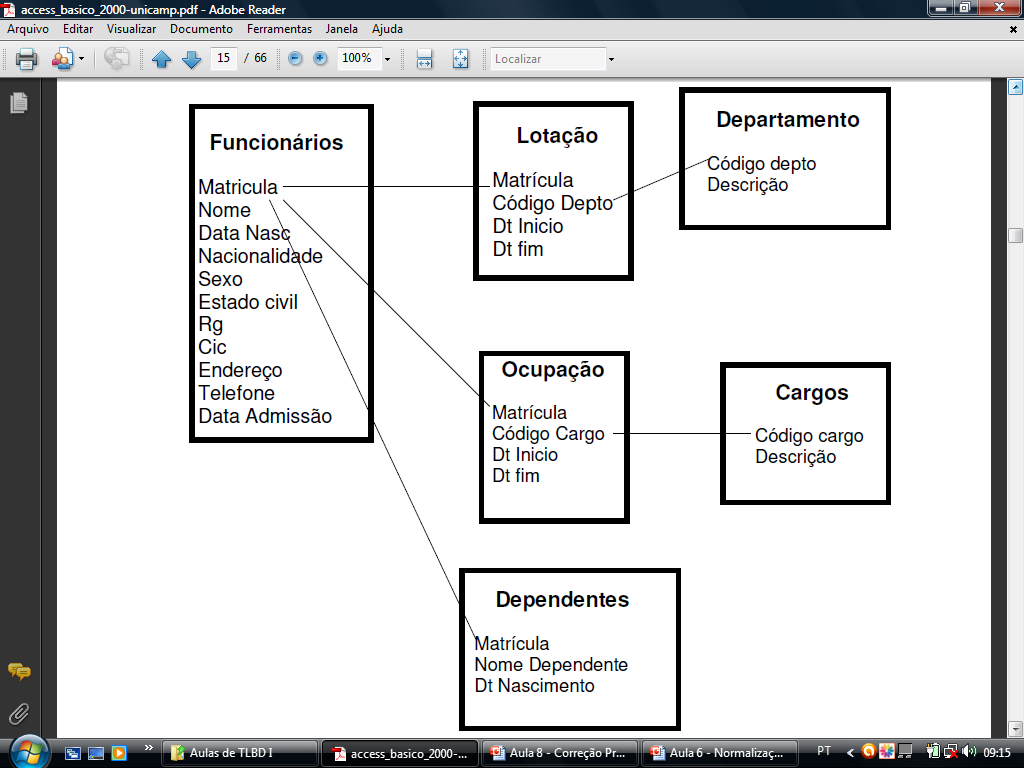 access_basico_2000-unicamp.pdf - Adobe Reader
Arquivo Editar Visualizar Documento Ferramentas Janela Ajuda
15 / 66 100% Localizar
Funcionários
Matricula
Nome
Data Nasc
Nacionalidade
Sexo
Estado civil
Rg
Cic
Endereço
Telefone
Data Admissão
Lotação
Matrícula
Código Depto
Dt Inicio
Dt fim
Departamento
Código depto
Descrição
Ocupação
Matrícula
Código Cargo
Dt Inicio
Dt fim
Cargos
Código cargo
Descrição
Dependentes
Matrícula
Nome Dependente
Dt Nascimento
Aulas de TLBD I access_basico_2000-... Aula 8 - Correção Pr... Aula 6 - Normalizaç... PT 09:15